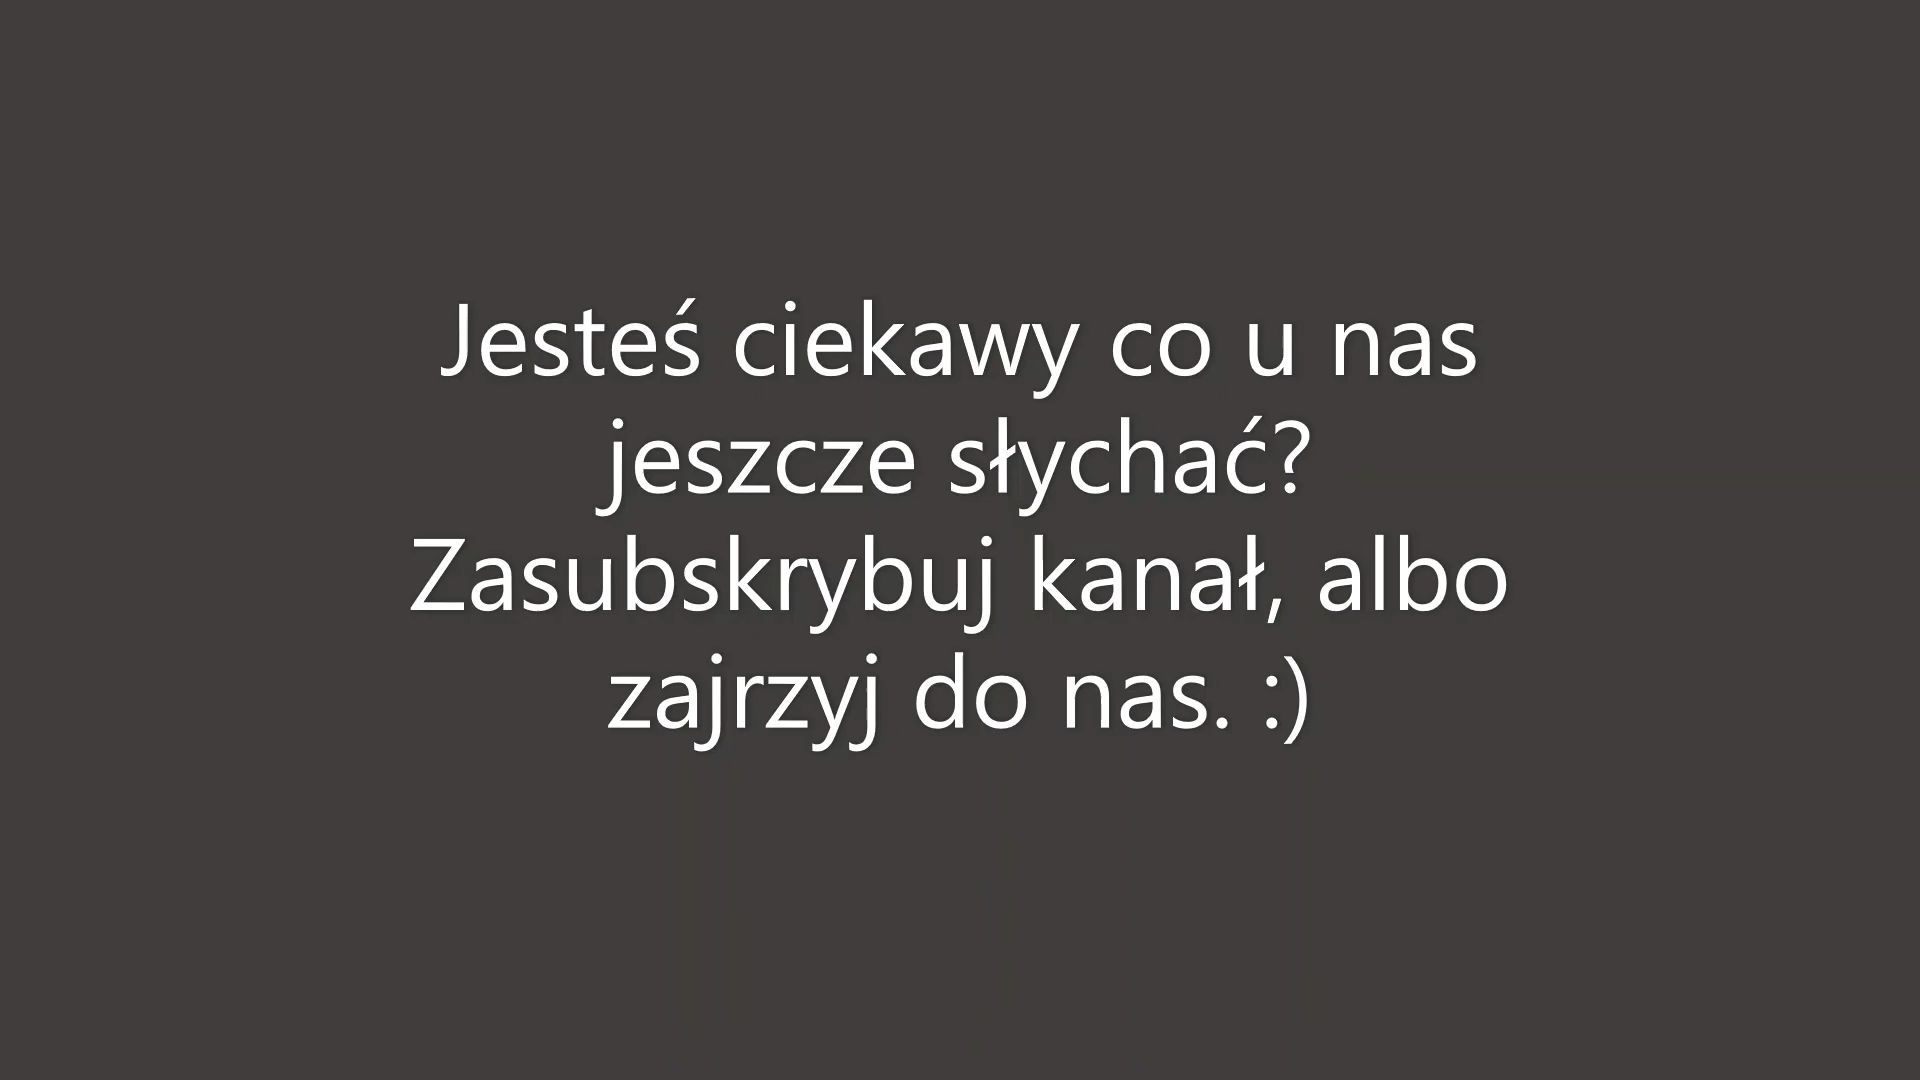 Jesteś ciekawy co u nas
jeszcze słychać?
Zasubskrybuj kanał, albo
zajrzyj do nas. :)